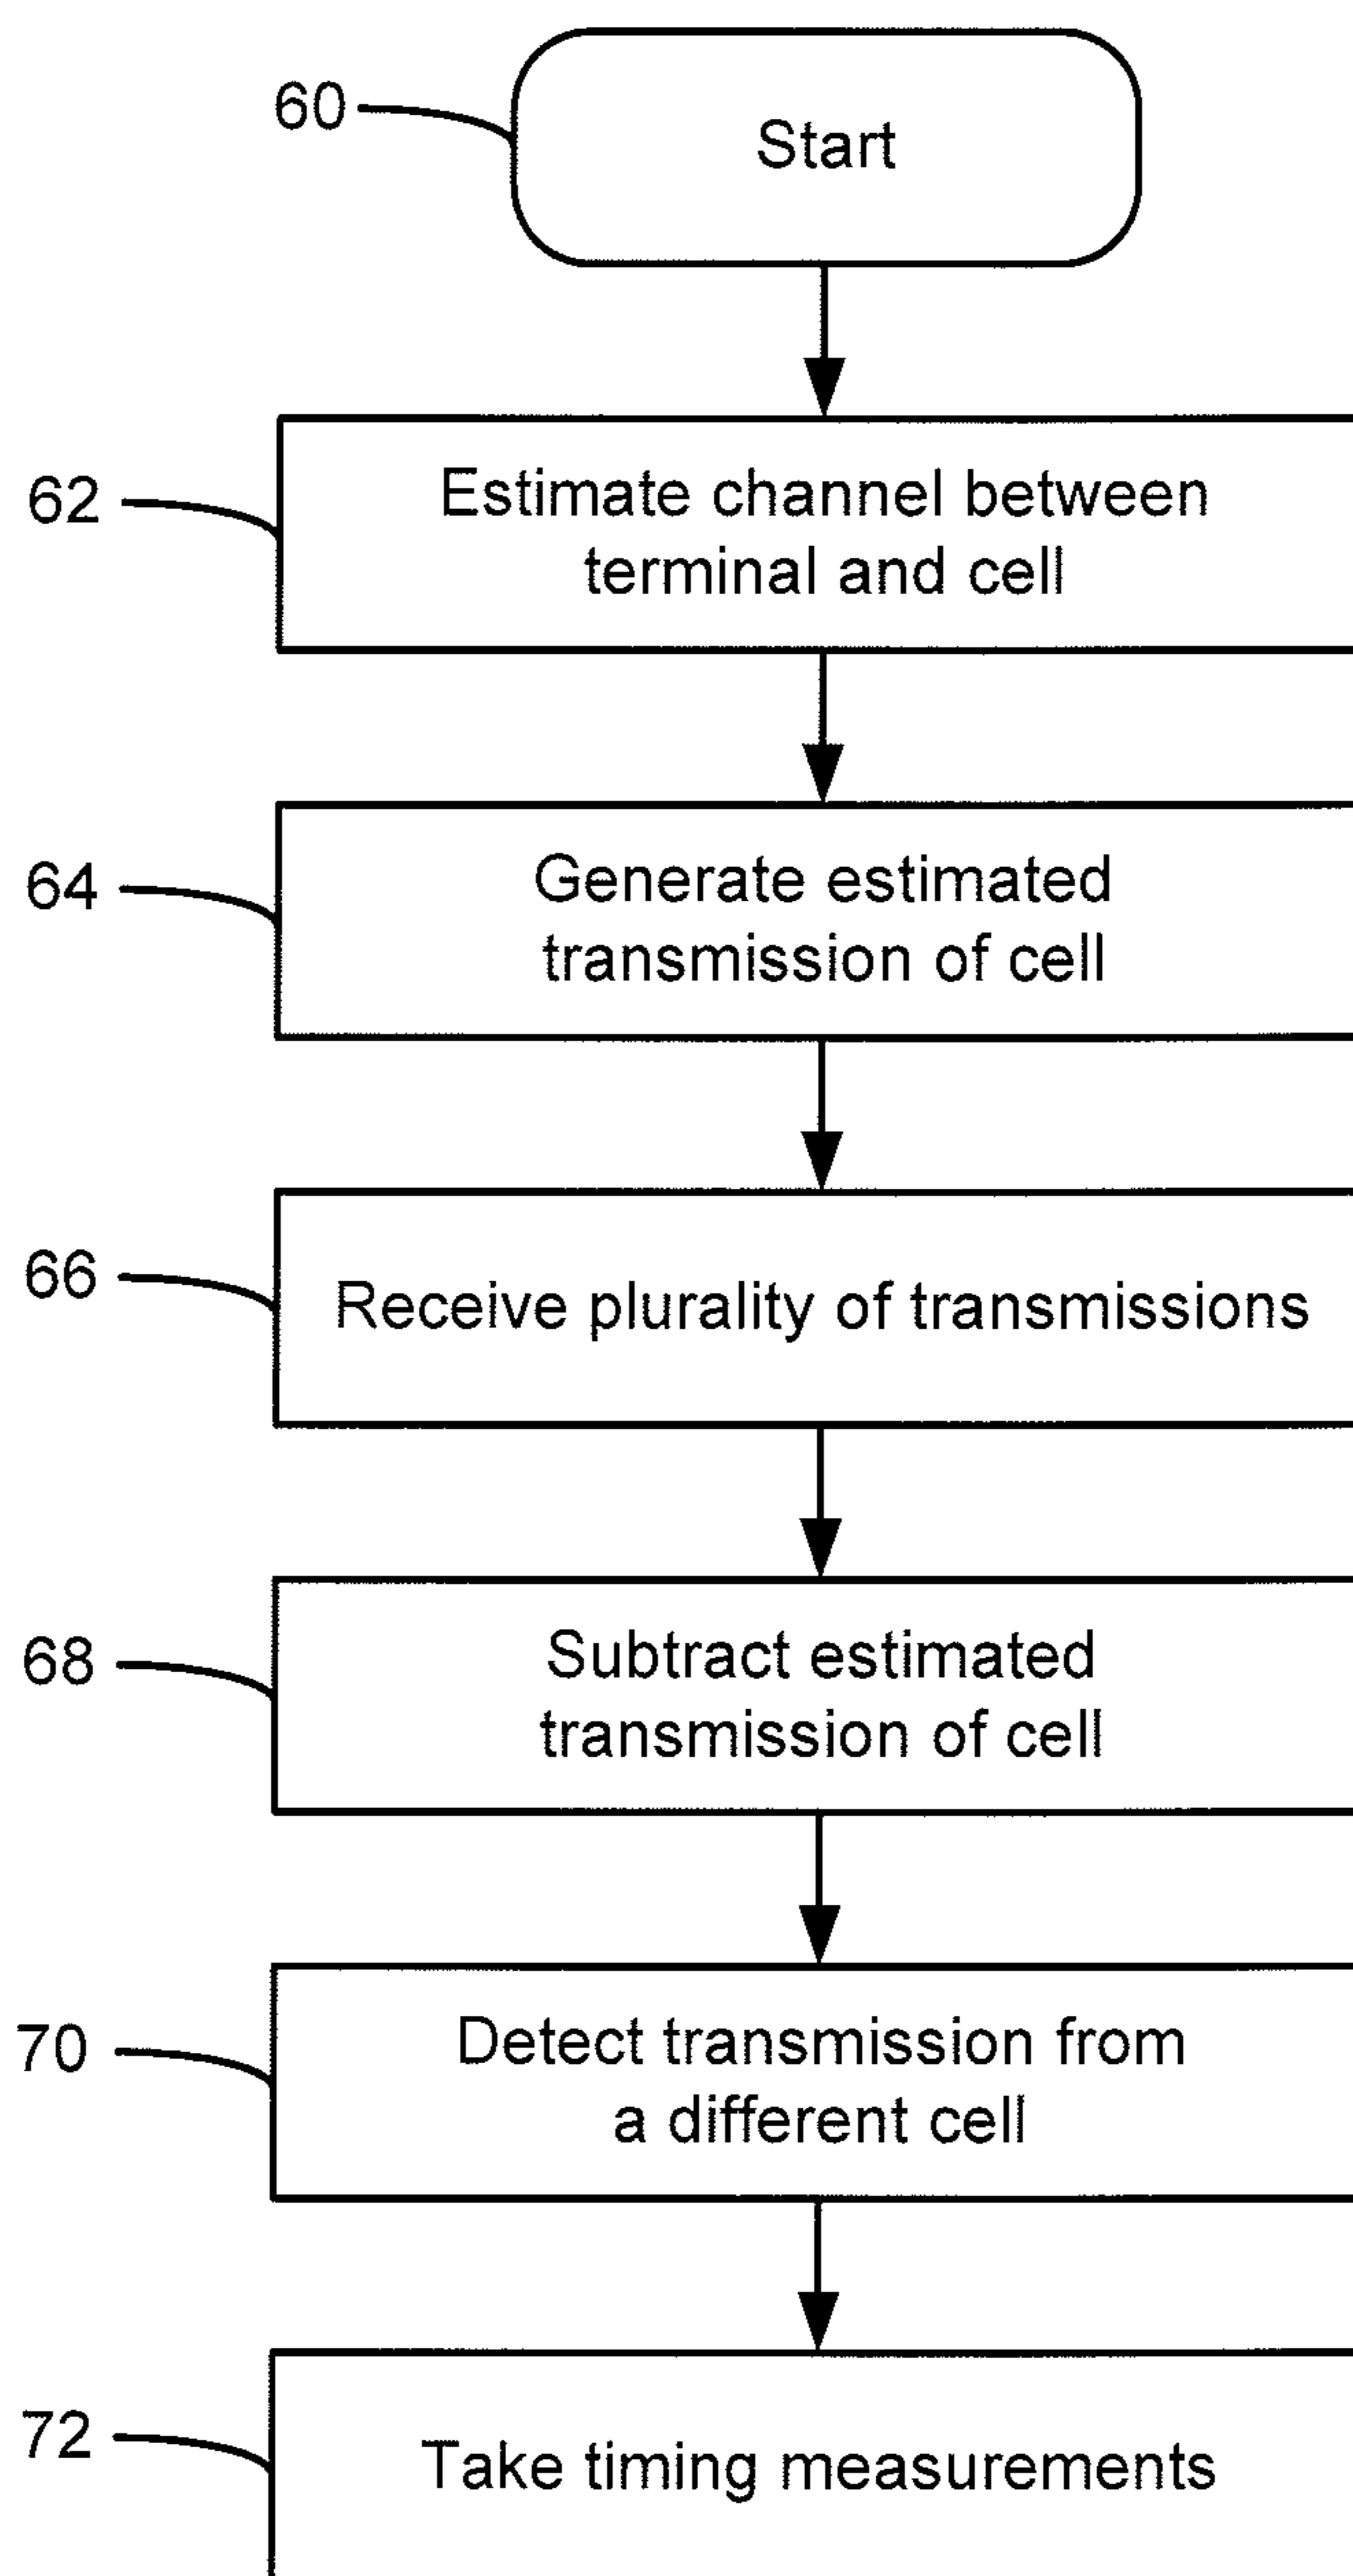 60
Start
62
Estimate channel between
terminal and cell
64
Generate estimated
transmission of cell
66
Receive plurality of transmissions
68
Subtract estimated
transmission of cell
70
Detect transmission from
a different cell
72
Take timing measurements